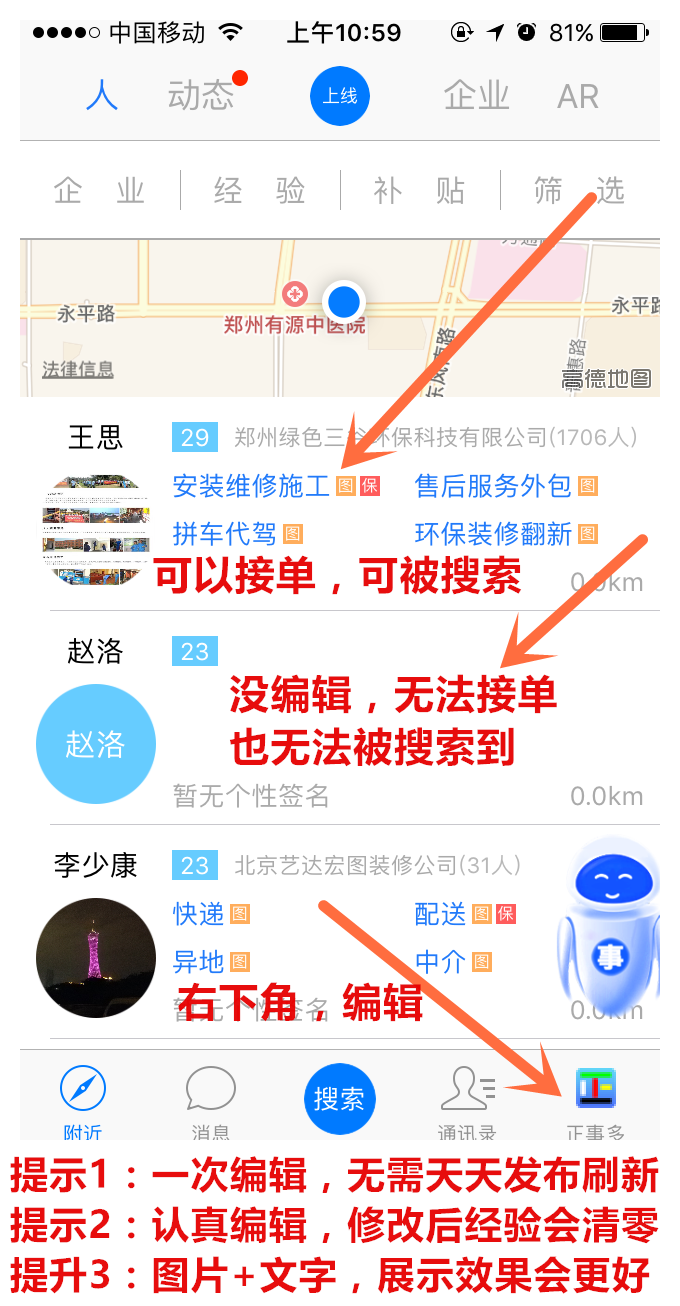 中国移动 上午10:59 81%
人 动态 上线 企业 AR
企业 经验 补贴 筛选
永平路 郑州有源中医院 永平路
法律信息 高德地图
王思 29 郑州绿色三 环保科技有限公司(1706人)
安装维修施工 图 保 售后服务外包 图
拼车代驾 图 环保装修翻新 图
可以接单，可被搜索 0.0km
赵洛 23
没编辑，无法接单
赵洛
也无法被搜索到
暂无个性签名 0.0km
李少康 23 北京艺达宏图装修公司(31人)
快递 图 配送 图 保
异地 图 中介 图
事
暂无个性签名 0.0km
右下角，编辑
附近 消息 搜索 通讯录 正事多
提示1：一次编辑，无需天天发布刷新
提示2：认真编辑，修改后经验会清零
提升3：图片+文字，展示效果会更好